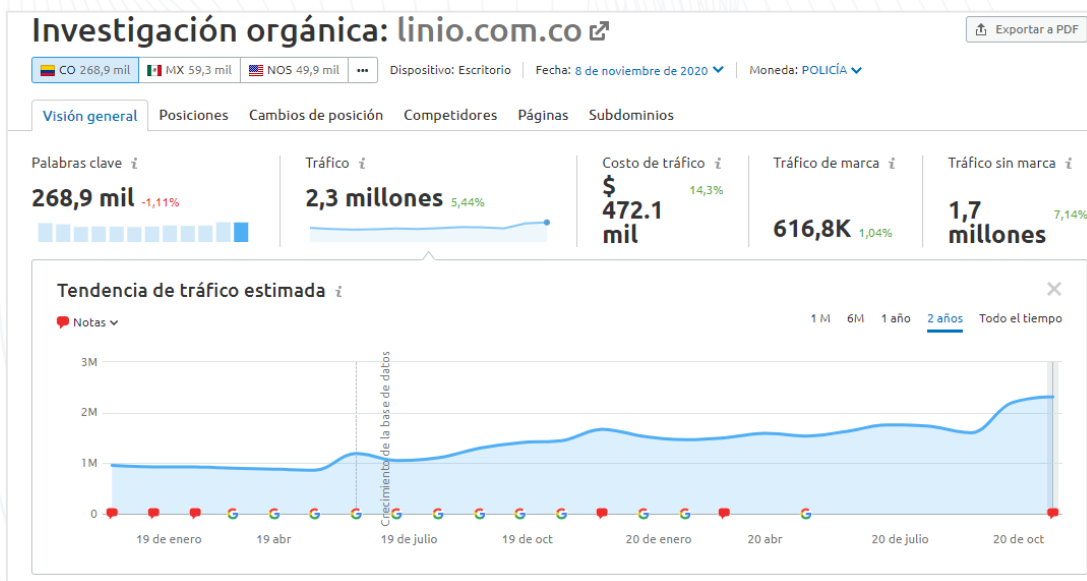 Investigación orgánica: linio.com.co
Exportar a PDF
CO 268,9 mil MX 59,3 mil NOS 49,9 mil ••• Dispositivo: Escritorio Fecha: 8 de noviembre de 2020 Moneda: POLICÍA
Visión general Posiciones Cambios de posición Competidores Páginas Subdominios
Palabras clave i
268,9 mil -1,11%
Tráfico i
2,3 millones 5,44%
Costo de tráfico i
$
472.1
mil
14,3%
Tráfico de marca i
616,8K 1,04%
Tráfico sin marca i
1,7
millones
7,14%
Tendencia de tráfico estimada i
Notas
1 M 6M 1 año 2 años Todo el tiempo
3M
2M
1M
0
Crecimiento de la base de datos
19 de enero 19 abr 19 de julio 19 de oct 20 de enero 20 abr 20 de julio 20 de oct